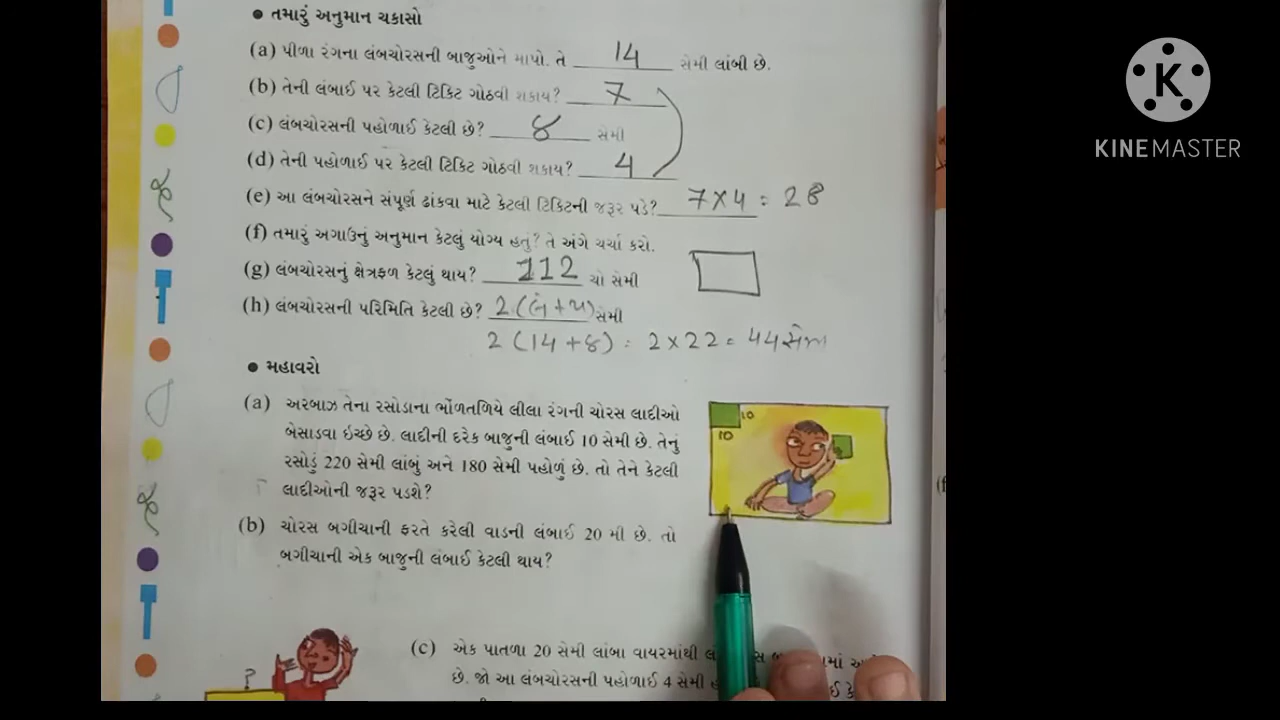 • તમારું અનુમાન ચકાસો
(a) પીળા રંગના લંબચોરસની બાજુઓને માપો. તે 14 સેમી લાંબી છે.
(b) તેની લંબાઈ પર કેટલી ટિકિટ ગોઠવી શકાય? 7
(c) લંબચોરસની પહોળાઈ કેટલી છે? 8 સેમી
(d) તેની પહોળાઈ પર કેટલી ટિકિટ ગોઠવી શકાય? 4
(e) આ લંબચોરસને સંપૂર્ણ ઢાંકવા માટે કેટલી ટિકિટની જરૂર પડે? 7 x 4 = 28
(f) તમારું અગાઉનું અનુમાન કેટલું યોગ્ય હતું? તે અંગે ચર્ચા કરો.
(g) લંબચોરસનું ક્ષેત્રફળ કેટલું થાય? 112 ચો સેમી
(h) લંબચોરસની પરિમિતિ કેટલી છે? 2 (લં + પ) સેમી
2 (14 + 8) = 2 x 22 = 44 સેમી
• મહાવરો
(a) અરબાઝ તેના રસોડાના ભોંળતળિયે લીલા રંગની ચોરસ લાદીઓ
બેસાડવા ઇચ્છે છે. લાદીની દરેક બાજુની લંબાઈ 10 સેમી છે. તેનું
રસોડું 220 સેમી લાંબું અને 180 સેમી પહોળું છે. તો તેને કેટલી
લાદીઓની જરૂર પડશે?
10
10
(b) ચોરસ બગીચાની ફરતે કરેલી વાડની લંબાઈ 20 મી છે. તો
બગીચાની એક બાજુની લંબાઈ કેટલી થાય?
?
(c) એક પાતળા 20 સેમી લાંબા વાયરમાંથી
છે. જો આ લંબચોરસની પહોળાઈ 4 સેમી
K
KINEMASTER